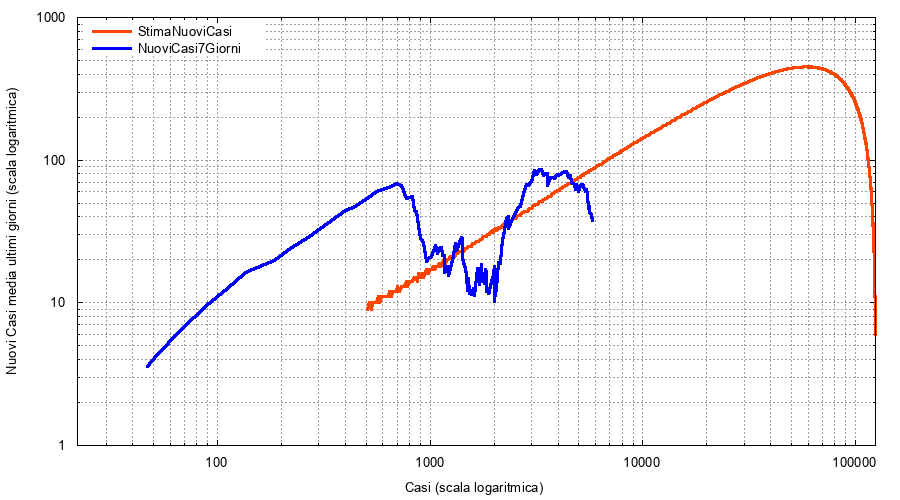 1000
100
10
1
StimaNuoviCasi
NuoviCasi7Giorni
Nuovi Casi media ultimi giorni (scala logaritmica)
100
1000
10000
100000
Casi (scala logaritmica)